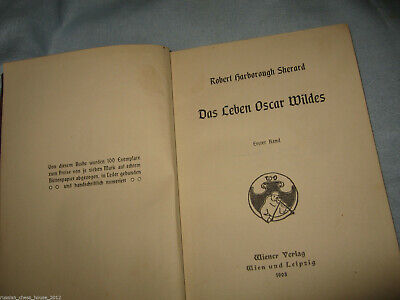 Von diesem Buche wurden 100 Exemplare
zum Preise von je sieben Mark auf echtem
Büttenpapier abgezogen, in Leder gebunden
und handschriftlich numeriert
Robert Harborough Sherard
Das Leben Oscar Wildes
Erster Band
Wiener Verlag
Wien und Leipzig
1908
russian_chess_house_2012